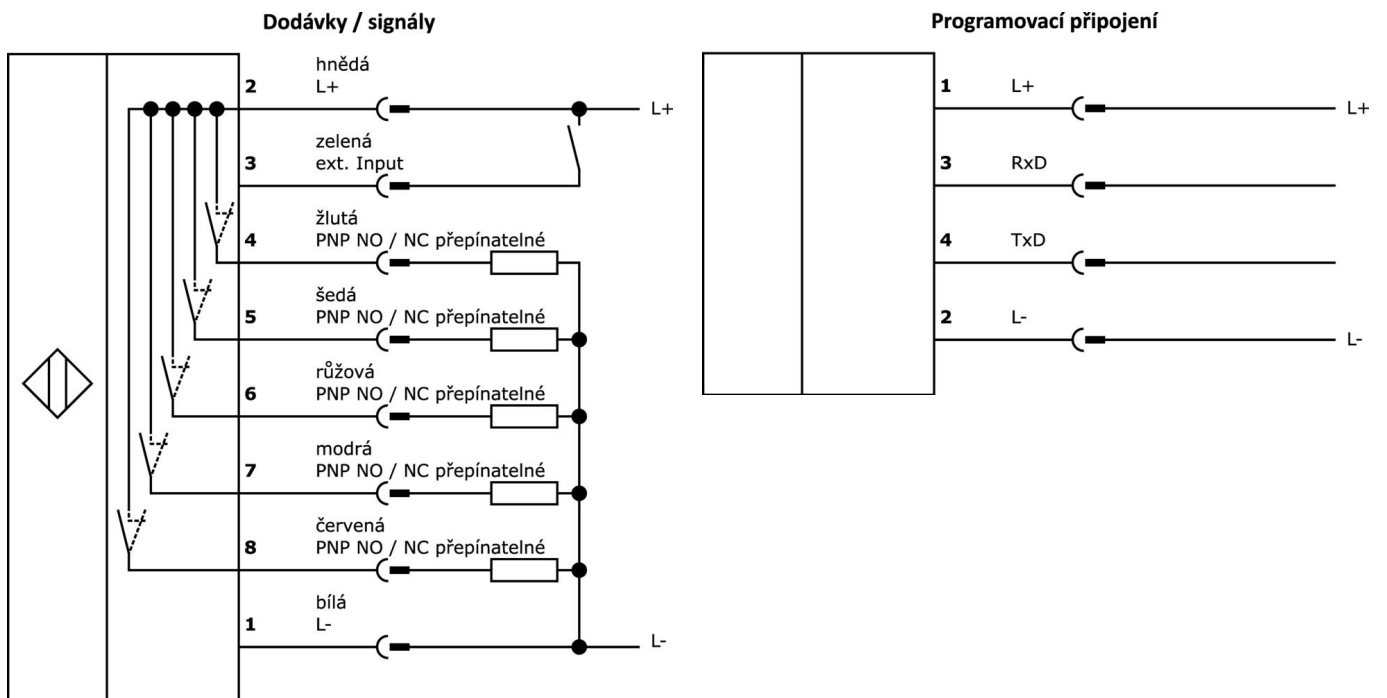 Dodávky / signály
hnědá
2 L+
L+
zelená
3 ext. Input
žlutá
4 PNP NO / NC přepínatelné
šedá
5 PNP NO / NC přepínatelné
růžová
6 PNP NO / NC přepínatelné
modrá
7 PNP NO / NC přepínatelné
červená
8 PNP NO / NC přepínatelné
bílá
1 L-
L-
Programovací připojení
1 L+
L+
3 RxD
4 TxD
2 L-
L-